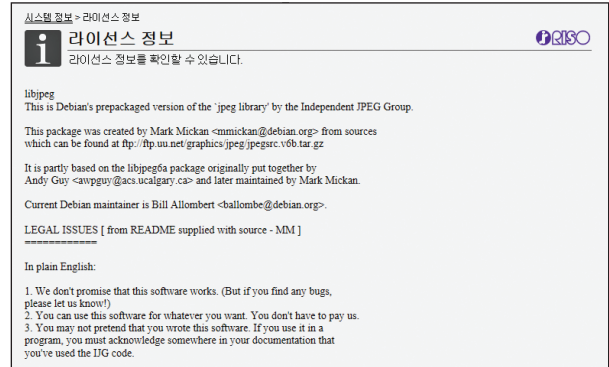 시스템 정보 > 라이선스 정보
라이선스 정보
RISO
라이선스 정보를 확인할 수 있습니다.
libjpeg
This is Debian's prepackaged version of the `jpeg library' by the Independent JPEG Group.
This package was created by Mark Mickan <mmickan@debian.org> from sources
which can be found at ftp://ftp.uu.net/graphics/jpeg/jpegsrc.v6b.tar.gz
It is partly based on the libjpeg6a package originally put together by
Andy Guy <awpguy@acs.ucalgary.ca> and later maintained by Mark Mickan.
Current Debian maintainer is Bill Allombert <ballombe@debian.org>.
LEGAL ISSUES [ from README supplied with source - MM ]
============
In plain English:
1. We don't promise that this software works. (But if you find any bugs,
please let us know!)
2. You can use this software for whatever you want. You don't have to pay us.
3. You may not pretend that you wrote this software. If you use it in a
program, you must acknowledge somewhere in your documentation that
you've used the IJG code.